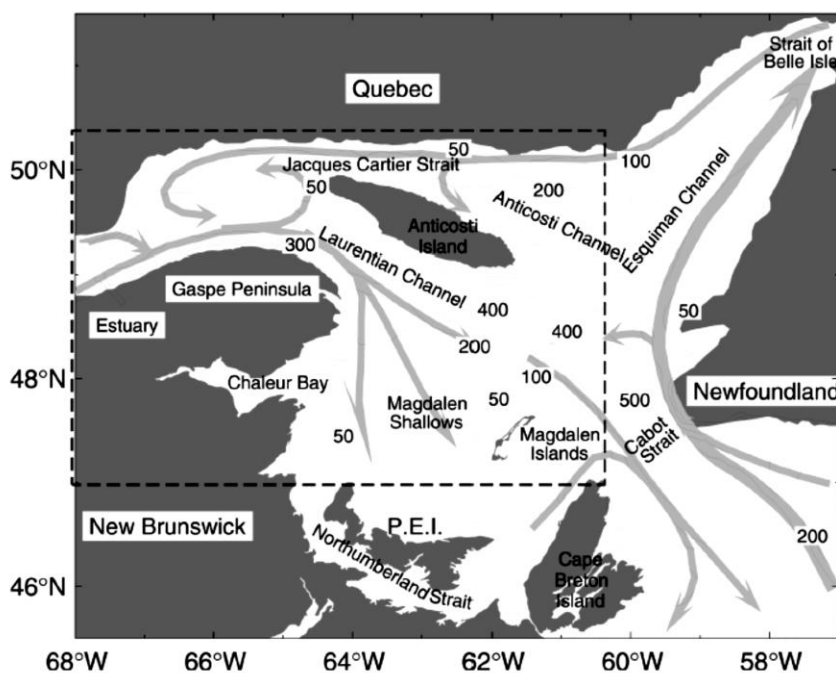 Strait of
Belle Isle
Quebec
50°N
50
100
Jacques Cartier Strait
50
200
Anticosti
Island
Anticosti Channel
Esquiman Channel
300
Laurentian Channel
Gaspe Peninsula
400
50
Estuary
200
400
48°N
Chaleur Bay
100
Magdalen
Shallows
50
500
Newfoundland
50
Magdalen
Islands
Cabot
Strait
New Brunswick
P.E.I.
200
46°N
Northumberland Strait
Cape
Breton
Island
68°W
66°W
64°W
62°W
60°W
58°W